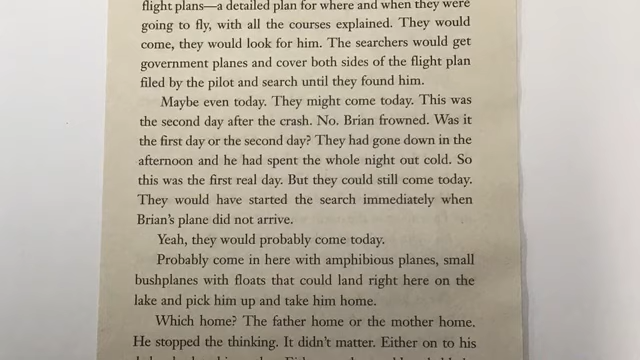 flight plans—a detailed plan for where and when they were
going to fly, with all the courses explained. They would
come, they would look for him. The searchers would get
government planes and cover both sides of the flight plan
filed by the pilot and search until they found him.
Maybe even today. They might come today. This was
the second day after the crash. No. Brian frowned. Was it
the first day or the second day? They had gone down in the
afternoon and he had spent the whole night out cold. So
this was the first real day. But they could still come today.
They would have started the search immediately when
Brian's plane did not arrive.
Yeah, they would probably come today.
Probably come in here with amphibious planes, small
bushplanes with floats that could land right here on the
lake and pick him up and take him home.
Which home? The father home or the mother home.
He stopped the thinking. It didn't matter. Either on to his